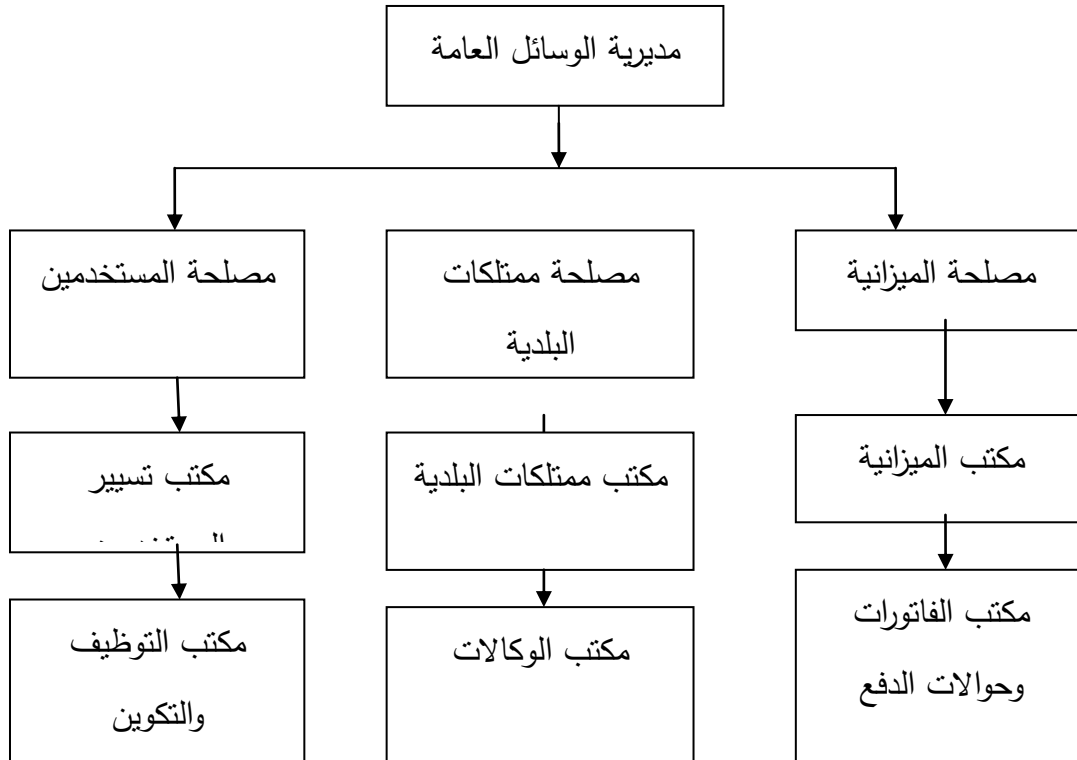 مديرية الوسائل العامة
مصلحة الميزانية
مصلحة ممتلكات
البلدية
مصلحة المستخدمين
مكتب الميزانية
مكتب ممتلكات البلدية
مكتب تسيير
مكتب الفاتورات
وحوالات الدفع
مكتب الوكالات
مكتب التوظيف
والتكوين